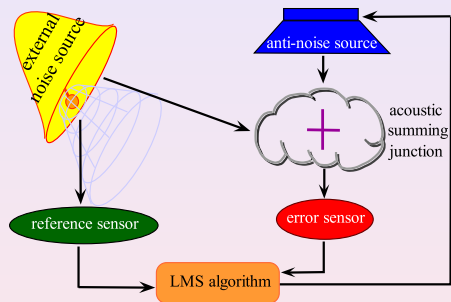 external
noise source
anti-noise source
acoustic
summing
junction
reference sensor
error sensor
LMS algorithm